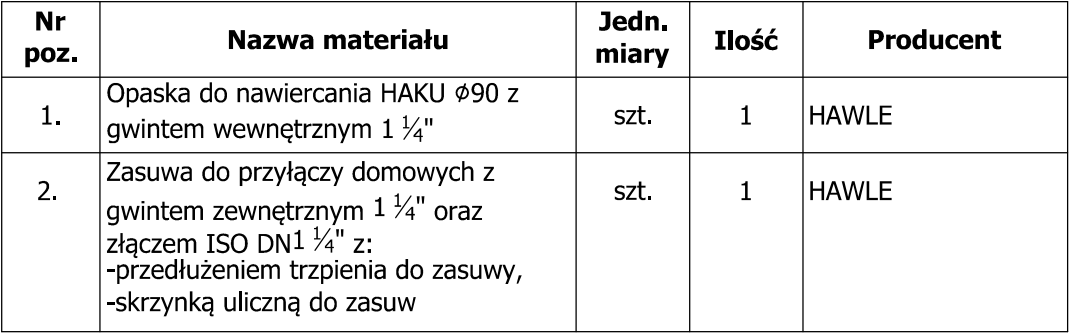 Nr poz. Nazwa materiału Jedn. miary Ilość Producent
1. Opaska do nawiercania HAKU ∅90 z szt. 1 HAWLE
gwintem wewnętrznym 1 ¼"
2. Zasuwa do przyłączy domowych z szt. 1 HAWLE
gwintem zewnętrznym 1 ¼" oraz
złączem ISO DN1 ¼" z:
-przedłużeniem trzpienia do zasuwy,
-skrzynką uliczną do zasuw